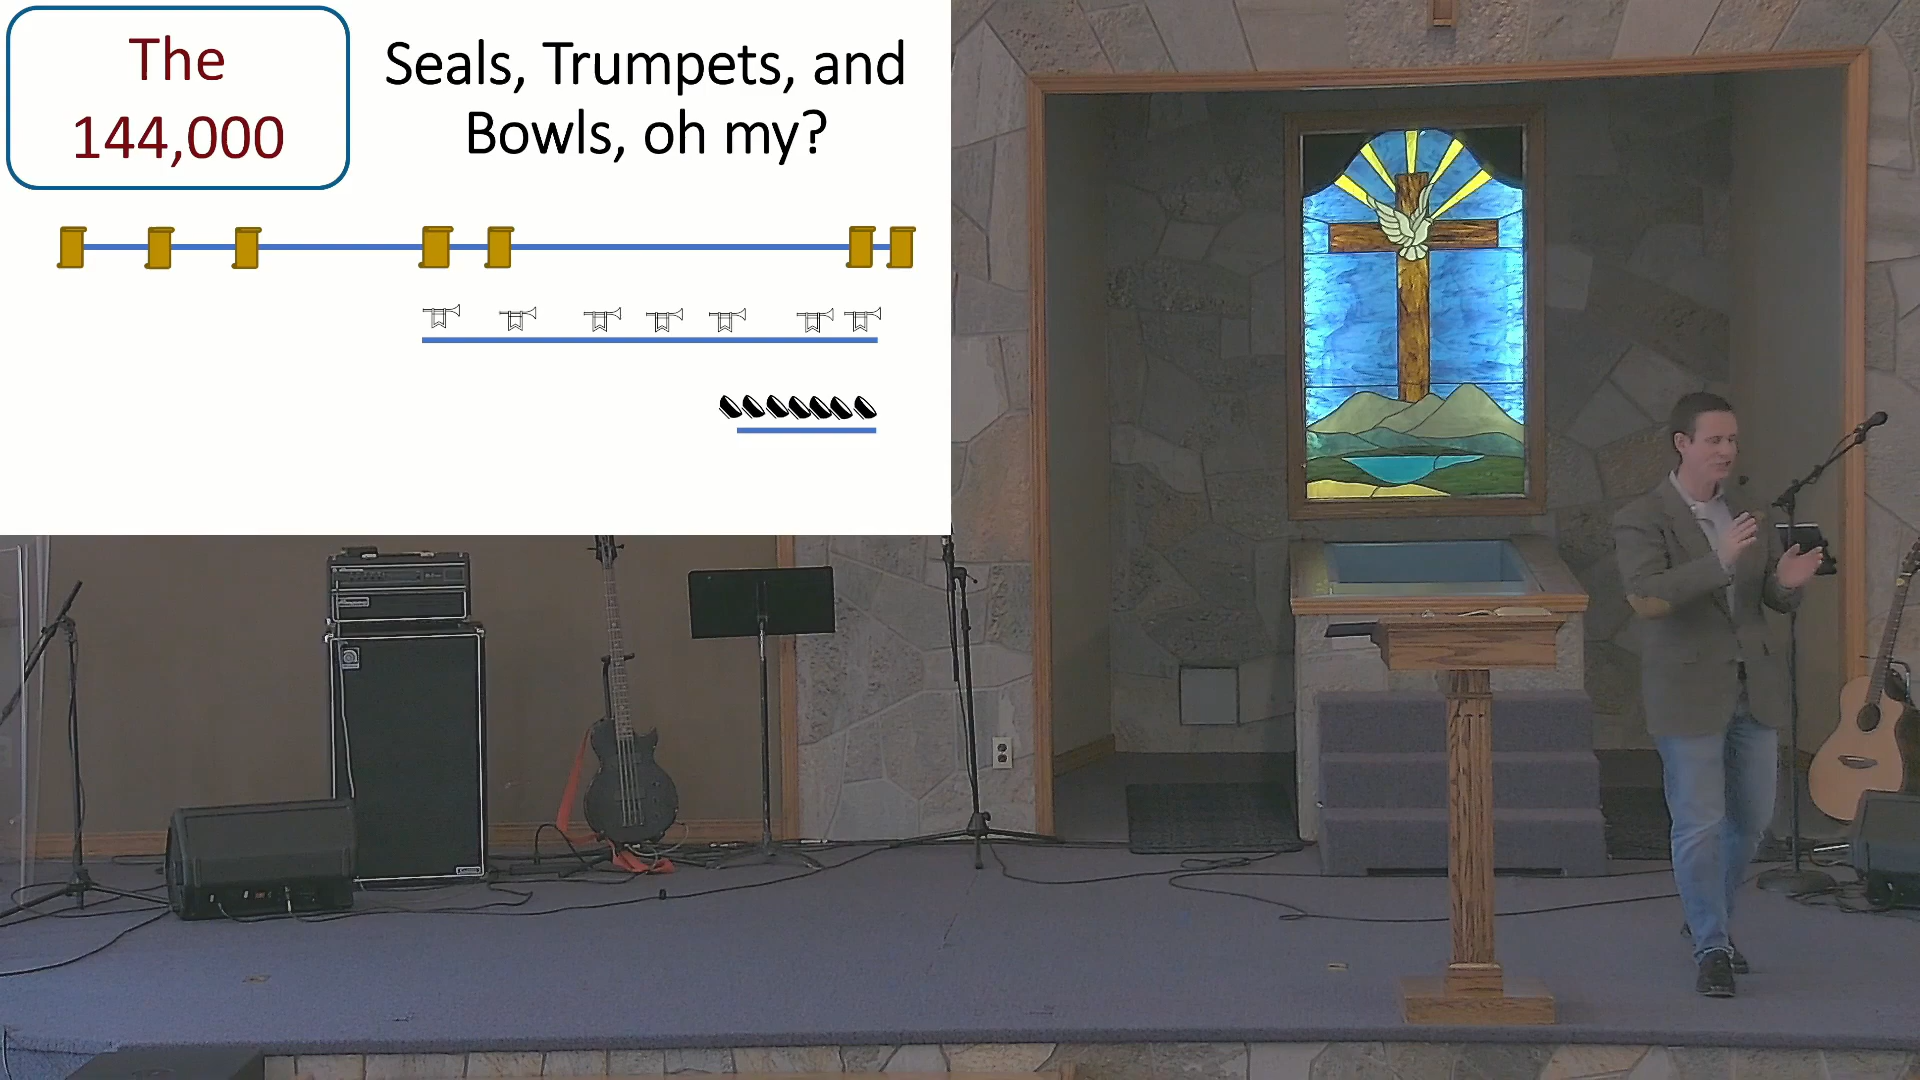 The
144,000
Seals, Trumpets, and
Bowls, oh my?